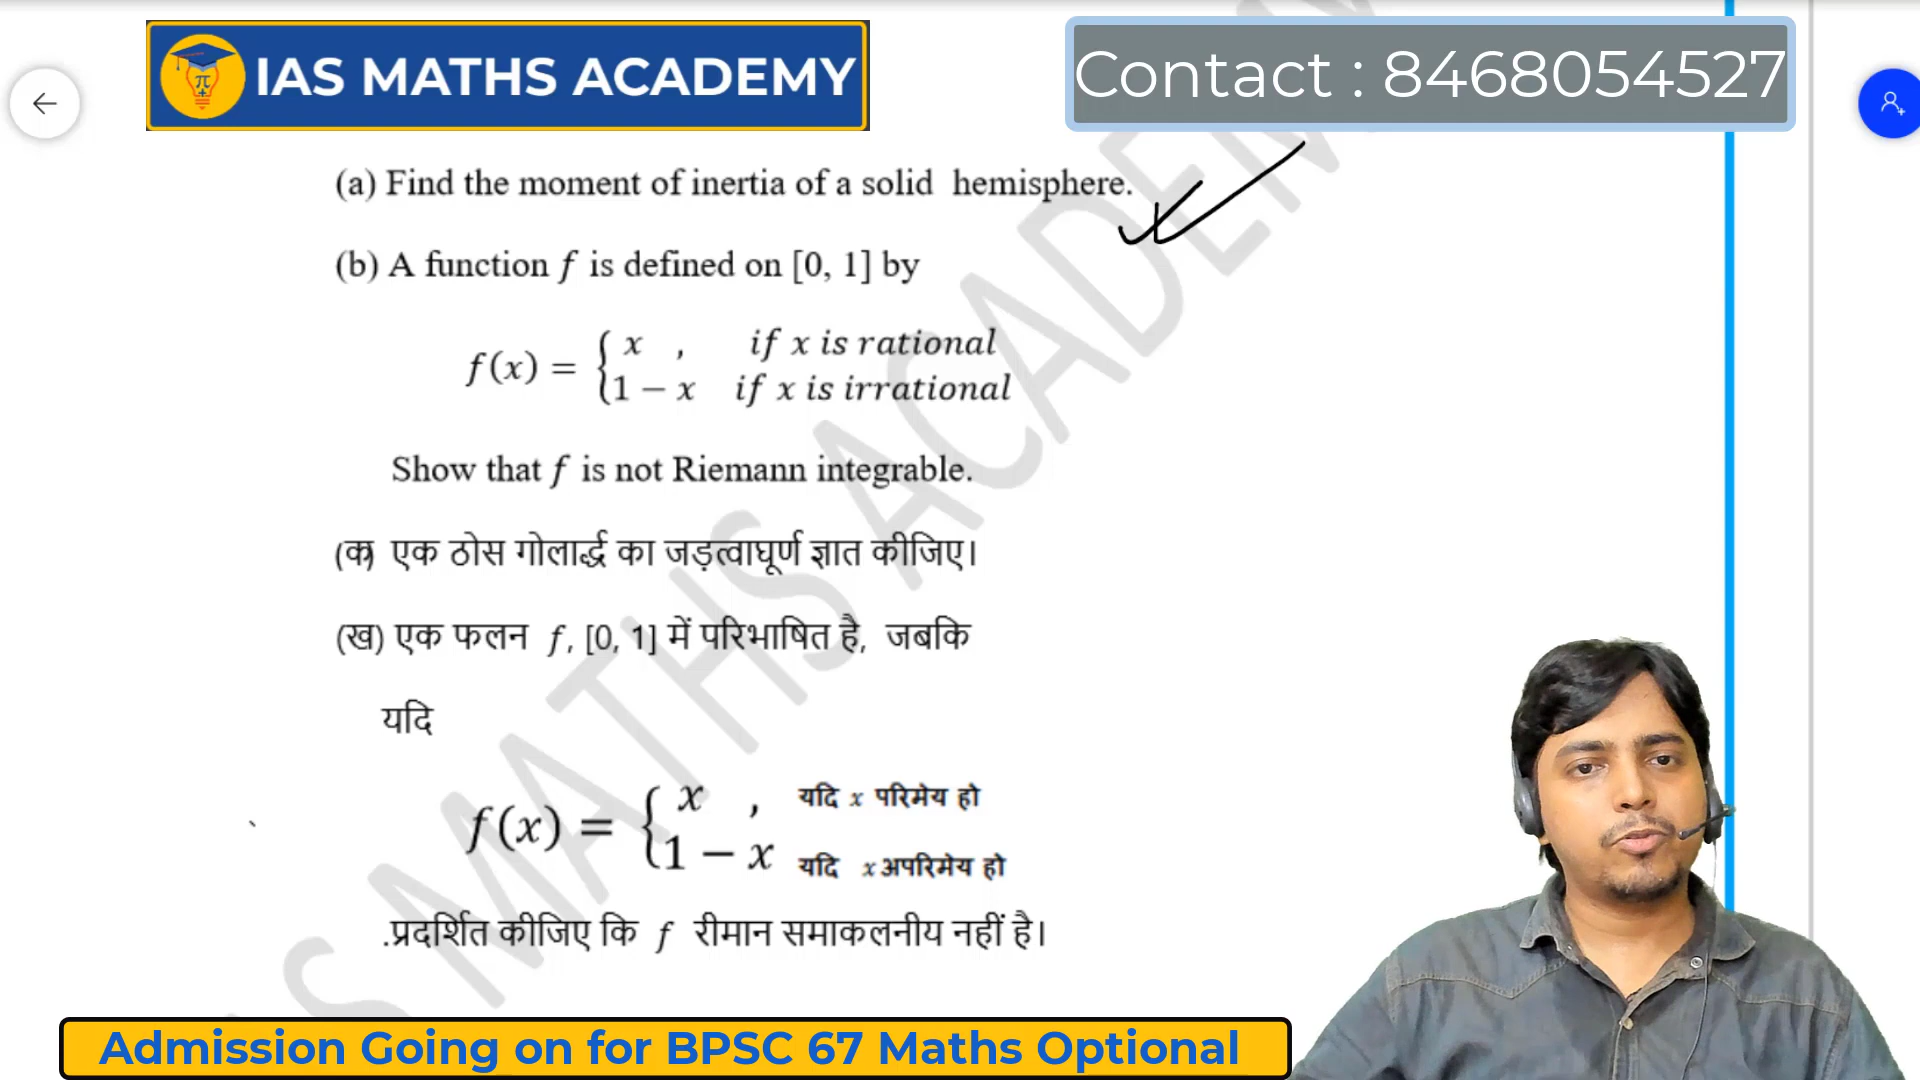 IAS MATHS ACADEMY
Contact : 8468054527
(a) Find the moment of inertia of a solid hemisphere.
(b) A function f is defined on [0, 1] by
f(x) = { x , if x is rational
1 − x if x is irrational
Show that f is not Riemann integrable.
(क) एक ठोस गोलार्द्ध का जड़त्वाघूर्ण ज्ञात कीजिए।
(ख) एक फलन f, [0, 1] में परिभाषित है, जबकि
यदि
f(x) = { x , यदि x परिमेय हो
1 − x यदि x अपरिमेय हो
.प्रदर्शित कीजिए कि f रीमान समाकलनीय नहीं है।
Admission Going on for BPSC 67 Maths Optional
S MATHS ACADEMY